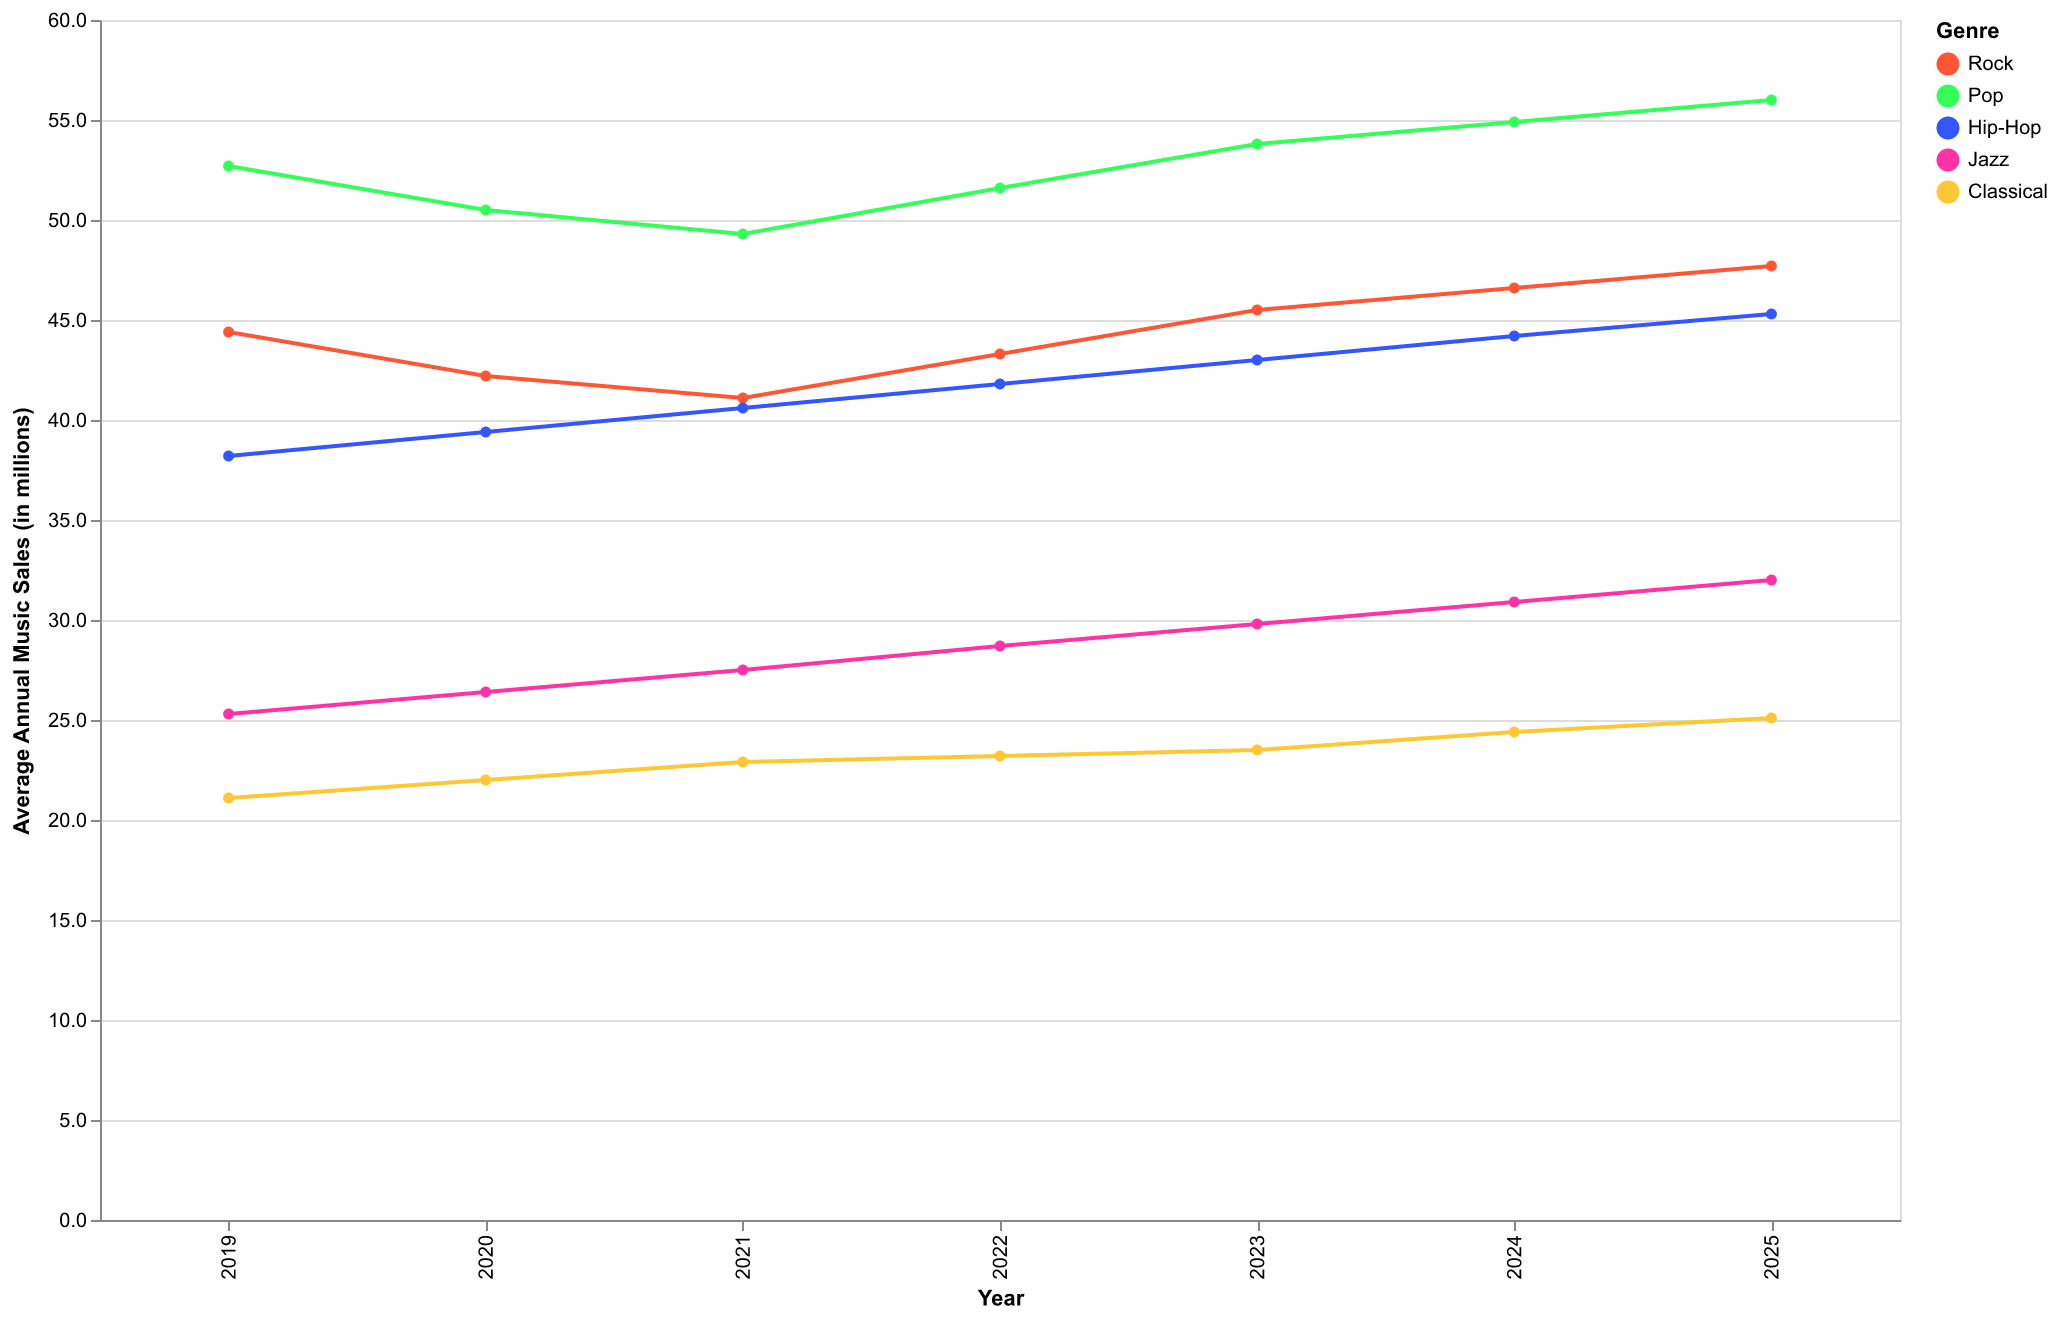 60.0
55.0
50.0
45.0
40.0
35.0
30.0
25.0
20.0
15.0
10.0
5.0
0.0
Average Annual Music Sales (in millions)
2019
2020
2021
2022
2023
2024
2025
Year
Genre
Rock
Pop
Hip-Hop
Jazz
Classical